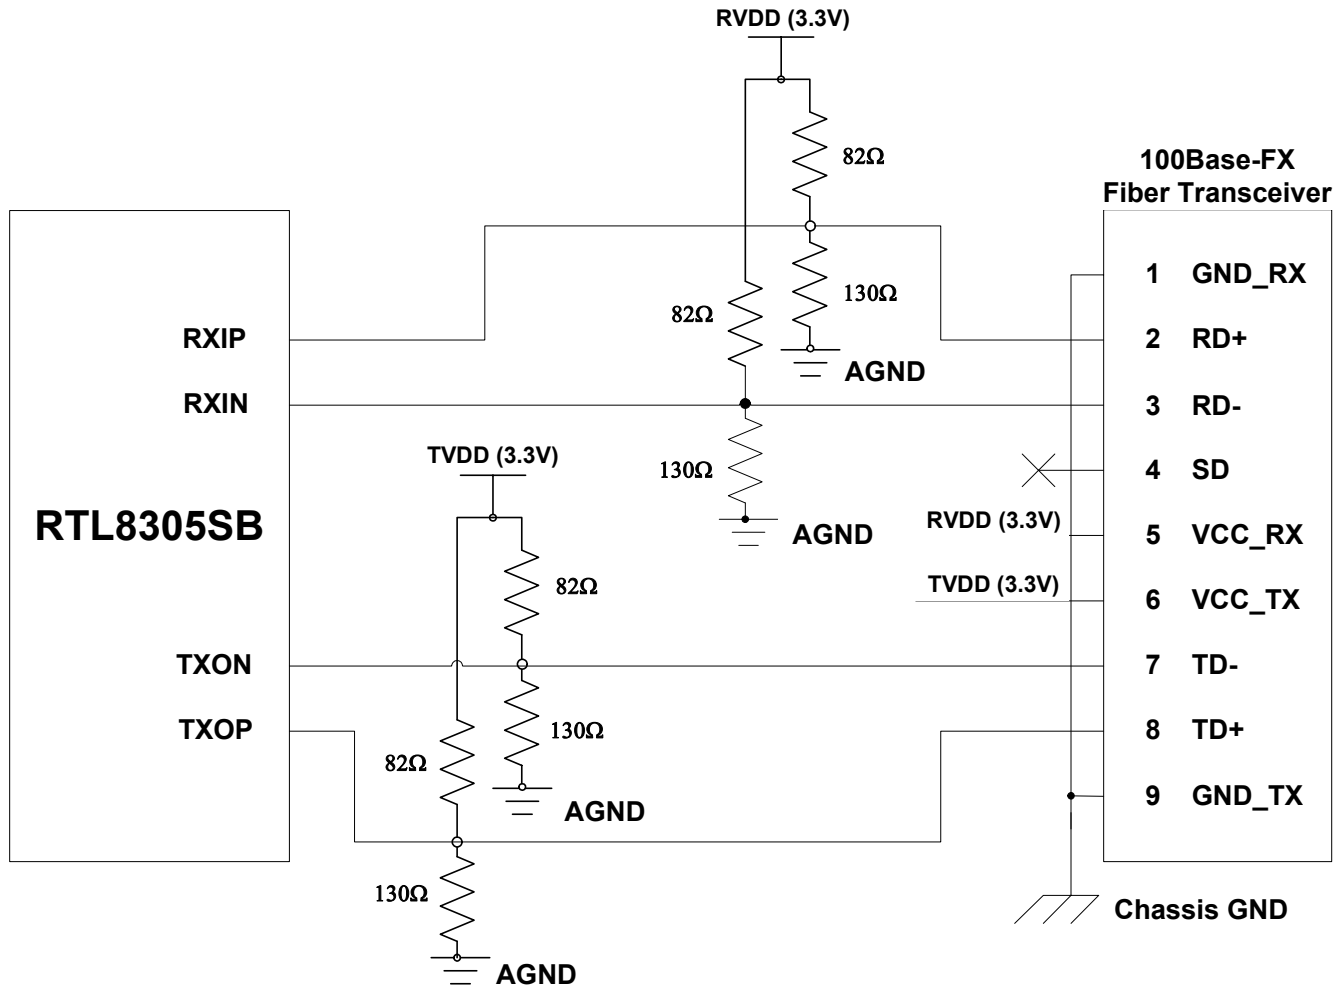 RVDD (3.3V)
82Ω
100Base-FX
Fiber Transceiver
1 GND_RX
130Ω
82Ω
RXIP
2 RD+
AGND
RXIN
3 RD-
TVDD (3.3V)
130Ω
4 SD
RTL8305SB
RVDD (3.3V)
AGND
5 VCC_RX
82Ω
TVDD (3.3V)
6 VCC_TX
TXON
7 TD-
TXOP
130Ω
8 TD+
82Ω
AGND
9 GND_TX
130Ω
Chassis GND
AGND